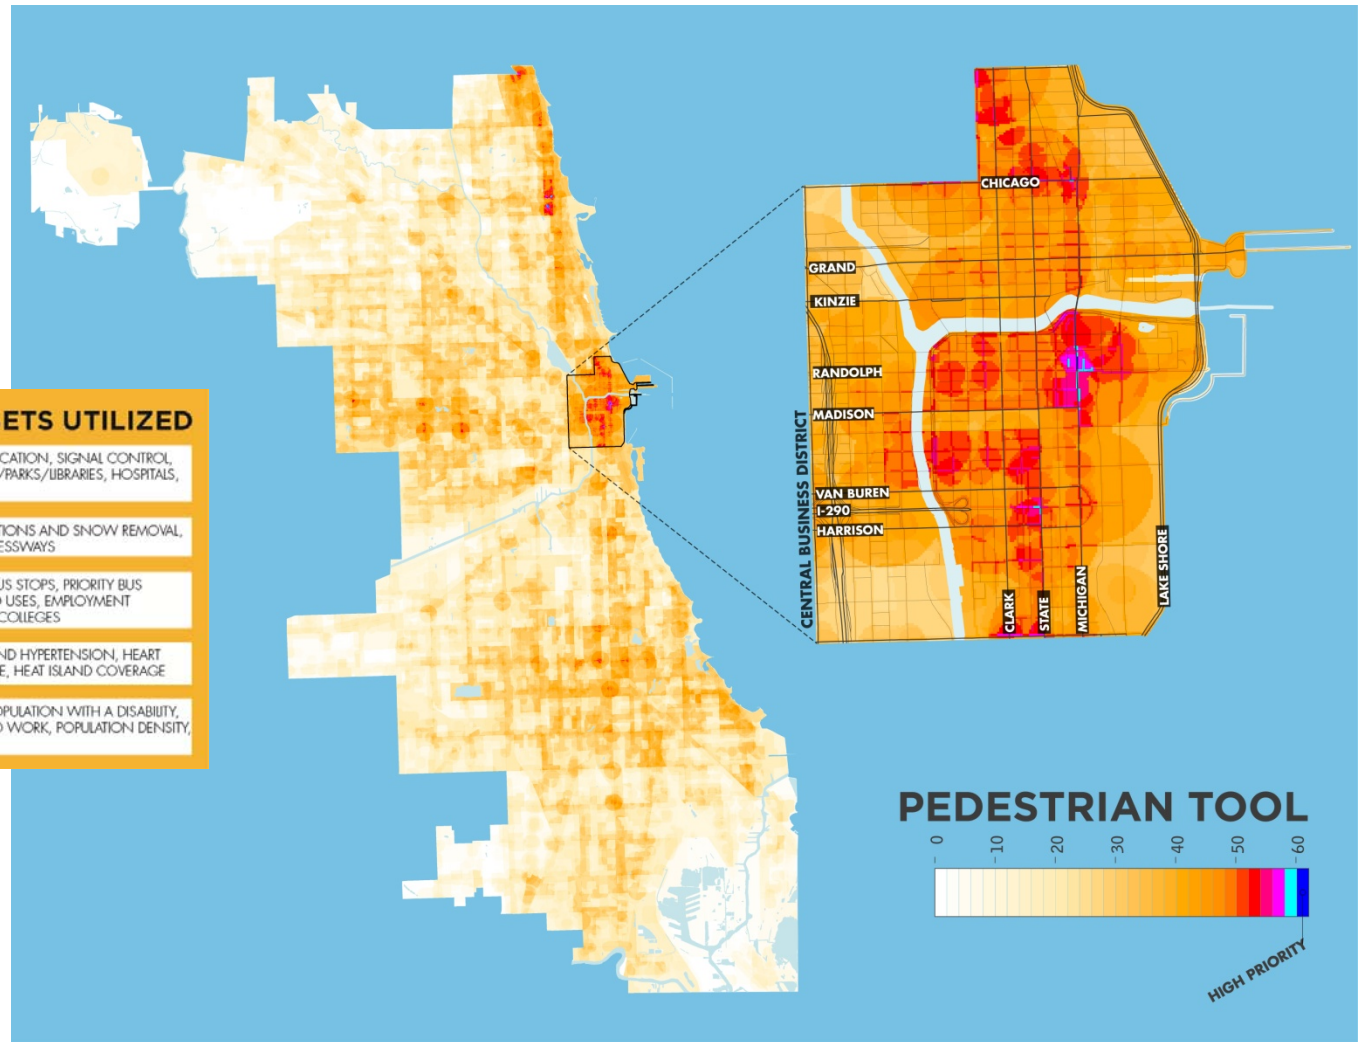 CHICAGO
GRAND
KINZIE
RANDOLPH
MADISON
VAN BUREN
I-290
HARRISON
CENTRAL BUSINESS DISTRICT
CLARK
STATE
MICHIGAN
LAKE SHORE
ETS UTILIZED
CATION, SIGNAL CONTROL,
/PARKS/LIBRARIES, HOSPITALS,
TIONS AND SNOW REMOVAL,
ESSWAYS
US STOPS, PRIORITY BUS
USES, EMPLOYMENT
COLLEGES
ND HYPERTENSION, HEART
E, HEAT ISLAND COVERAGE
OPULATION WITH A DISABILITY,
O WORK, POPULATION DENSITY,
PEDESTRIAN TOOL
0 10 20 30 40 50 60
HIGH PRIORITY